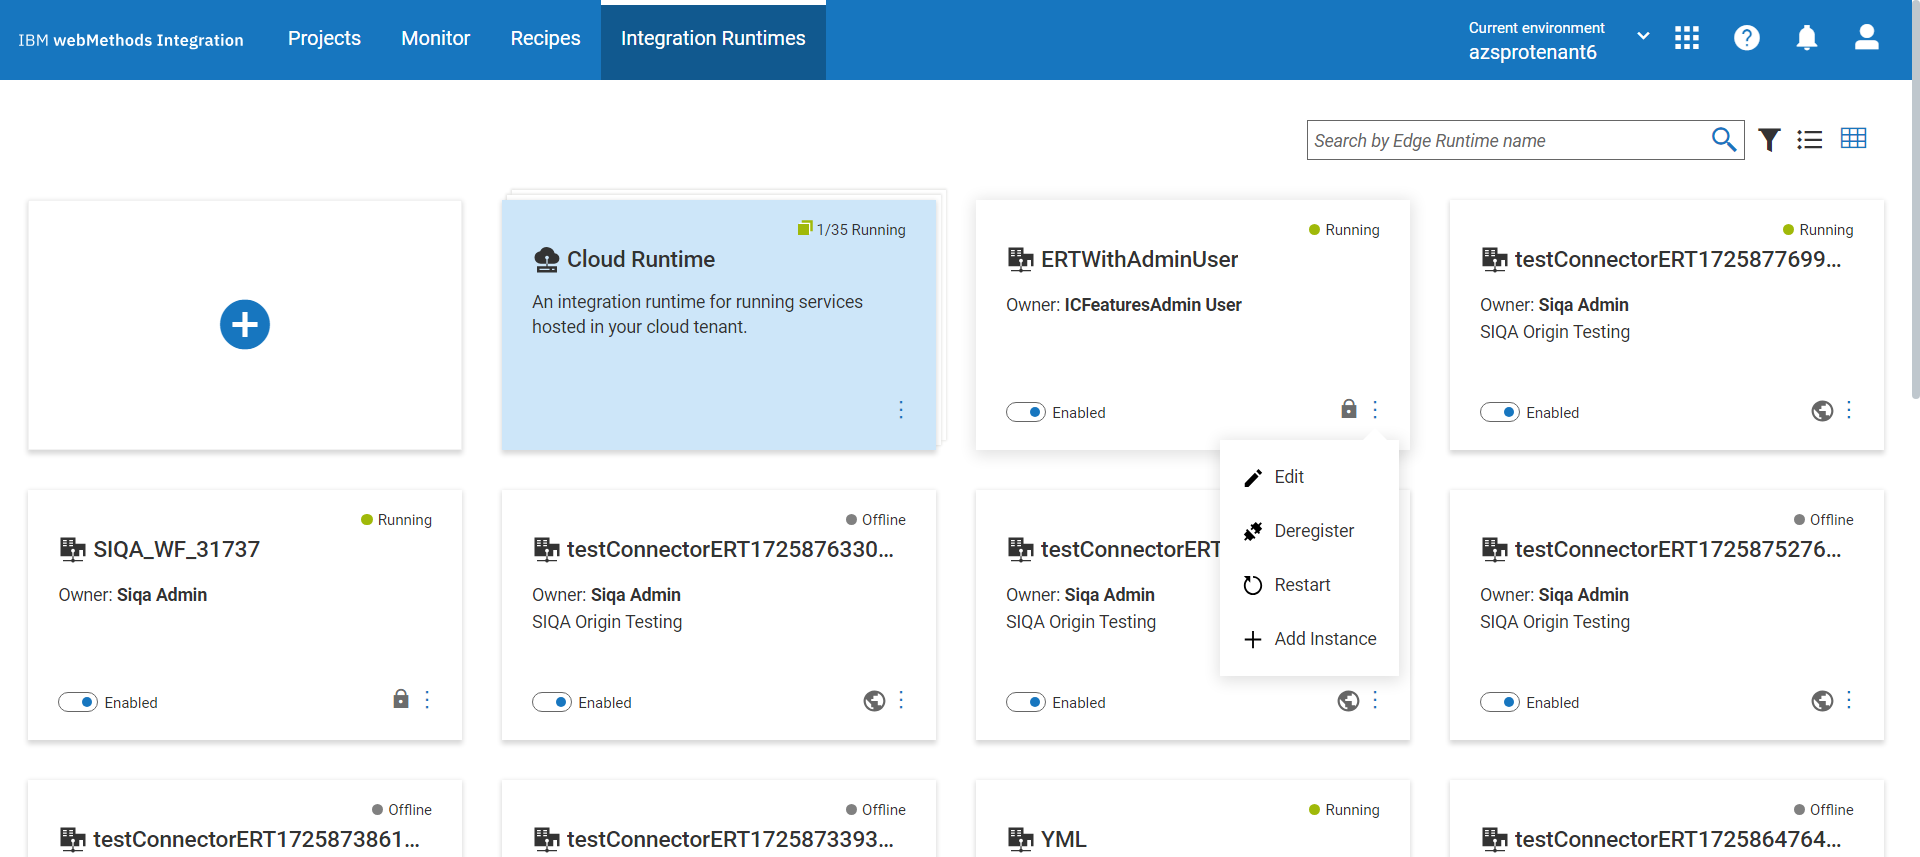 IBM webMethods Integration
Projects
Monitor
Recipes
Integration Runtimes
Current environment
azsprotenant6
Search by Edge Runtime name
1/35 Running
Cloud Runtime
An integration runtime for running services
hosted in your cloud tenant.
Running
ERTWithAdminUser
Owner: ICFeaturesAdmin User
Enabled
Running
testConnectorERT1725877699...
Owner: Siqa Admin
SIQA Origin Testing
Enabled
Edit
Deregister
Restart
Add Instance
Running
SIQA_WF_31737
Owner: Siqa Admin
Enabled
Offline
testConnectorERT1725876330...
Owner: Siqa Admin
SIQA Origin Testing
Enabled
testConnectorERT
Owner: Siqa Admin
SIQA Origin Testing
Enabled
Offline
testConnectorERT1725875276...
Owner: Siqa Admin
SIQA Origin Testing
Enabled
Offline
testConnectorERT1725873861...
Offline
testConnectorERT1725873393...
Running
YML
Offline
testConnectorERT1725864764...